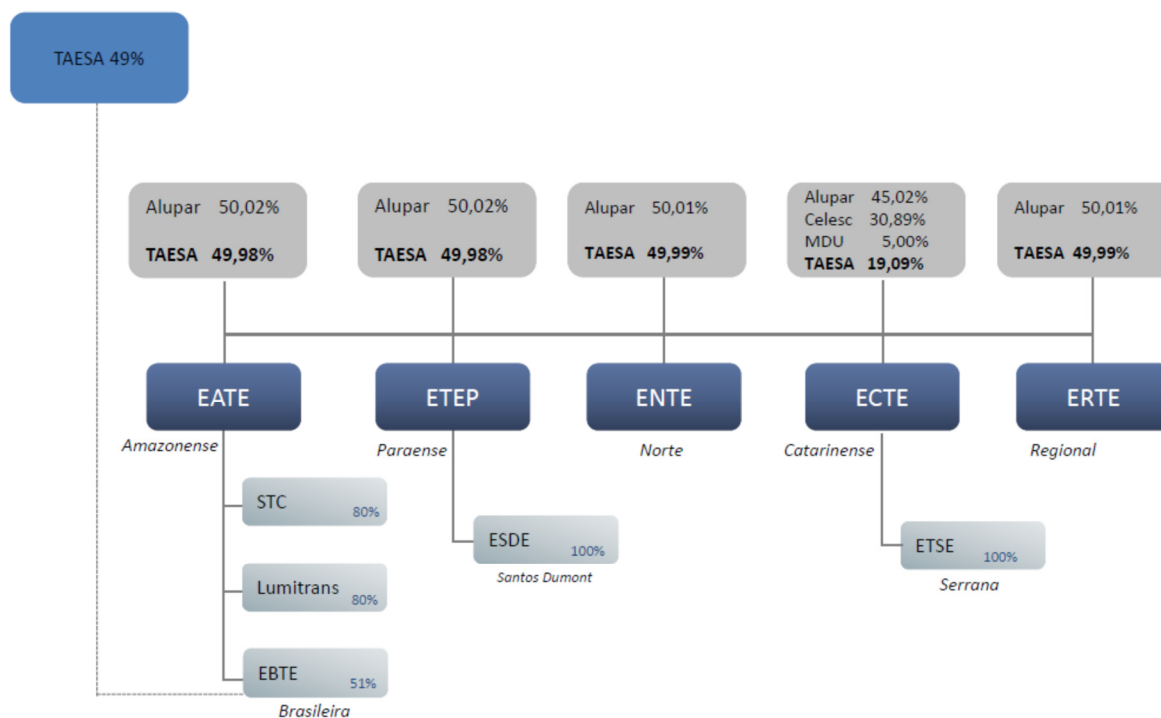 TAESA 49%
Alupar 50,02%
TAESA 49,98%
Alupar 50,02%
TAESA 49,98%
Alupar 50,01%
TAESA 49,99%
Alupar 45,02%
Celesc 30,89%
MDU 5,00%
TAESA 19,09%
Alupar 50,01%
TAESA 49,99%
EATE
Amazonense
ETEP
Paraense
ENTE
Norte
ECTE
Catarinense
ERTE
Regional
STC
80%
Lumitrans
80%
EBTE
51%
Brasileira
ESDE
100%
Santos Dumont
ETSE
100%
Serrana